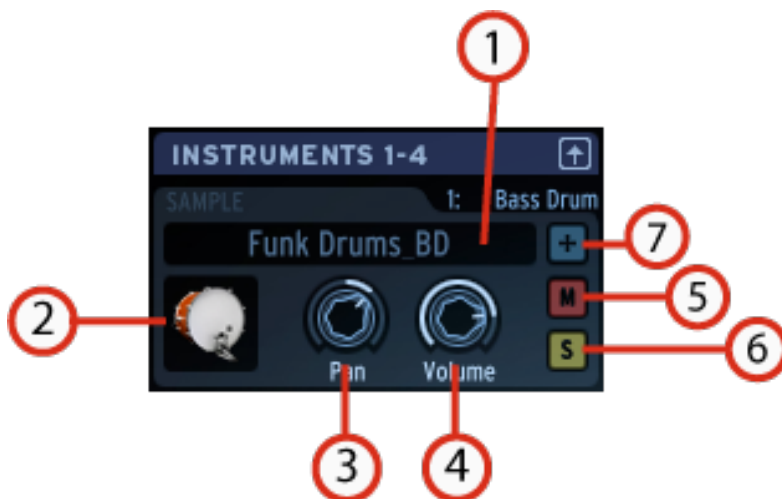 1
INSTRUMENTS 1-4
SAMPLE 1: Bass Drum
Funk Drums_BD + 7
2 M 5
S 6
Pan Volume
3 4